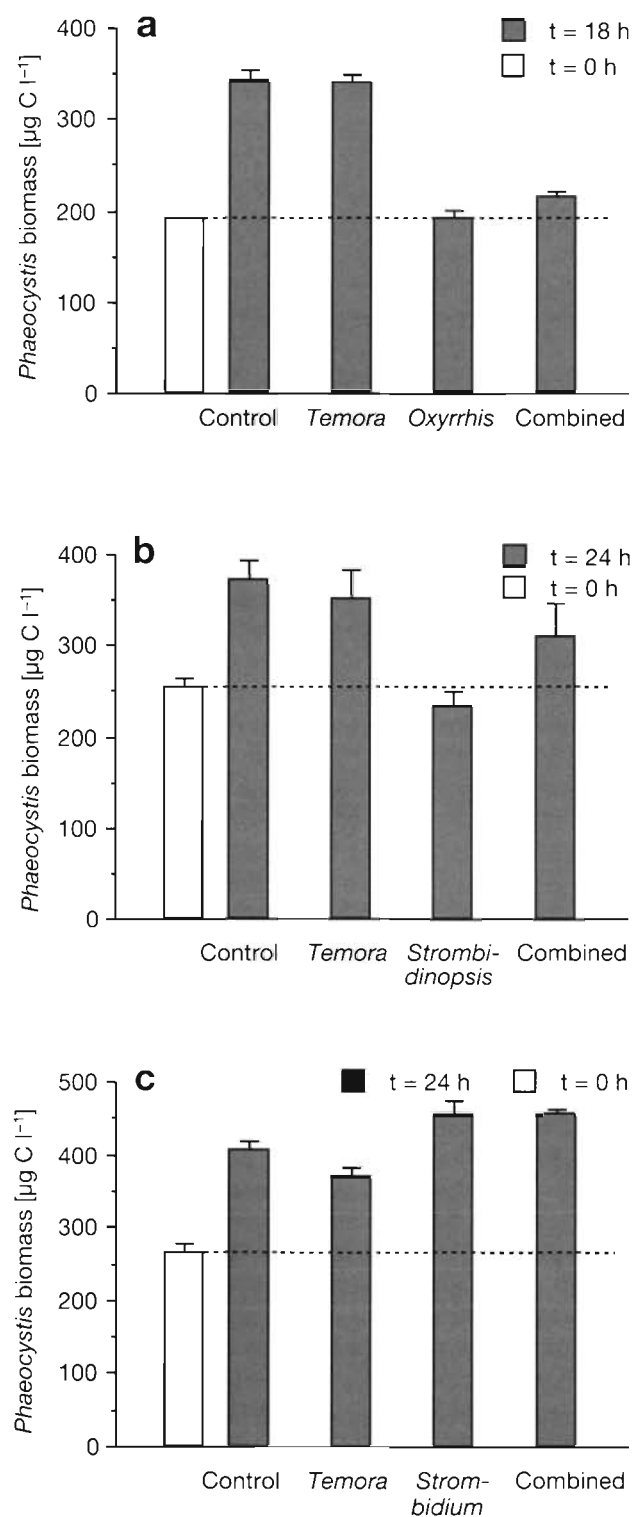 a
t = 18 h
t = 0 h
Phaeocystis biomass [µg C l⁻¹]
400
300
200
100
0
Control Temora Oxyrrhis Combined
b
t = 24 h
t = 0 h
Phaeocystis biomass [µg C l⁻¹]
400
300
200
100
0
Control Temora Strombi- Combined
dinopsis
c
t = 24 h t = 0 h
Phaeocystis biomass [µg C l⁻¹]
500
400
300
200
100
0
Control Temora Strom- Combined
bidium